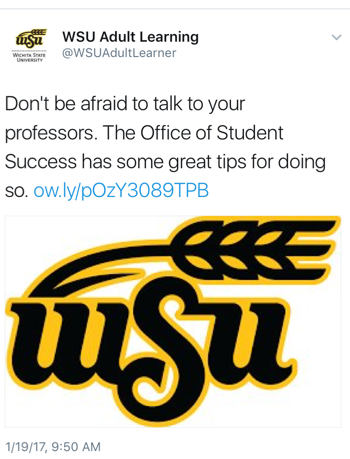 WSU Adult Learning
wsu
WICHITA STATE
UNIVERSITY
@WSUAdultLearner
Don't be afraid to talk to your
professors. The Office of Student
Success has some great tips for doing
so. ow.ly/pOzY3089TPB
wsu
1/19/17, 9:50 AM